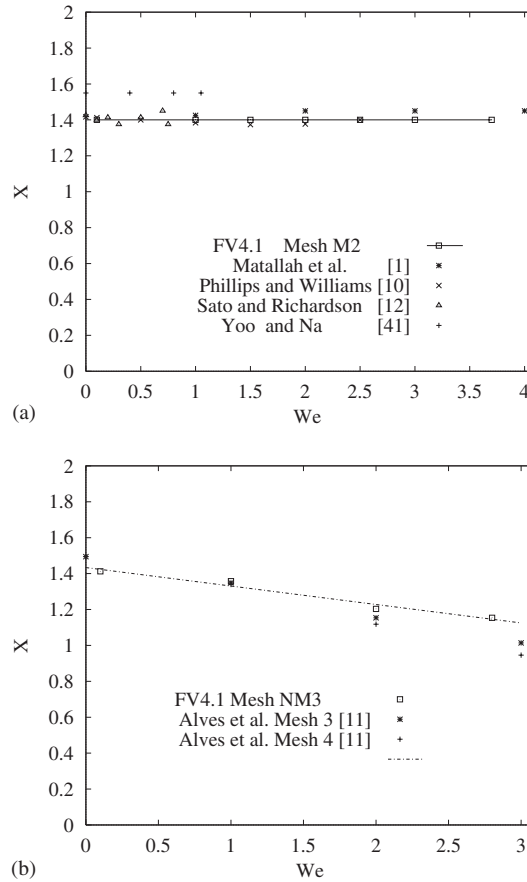 2
1.8
1.6
1.4
1.2
1
0.8
0.6
0.4
0.2
0
X
FV4.1 Mesh M2
Matallah et al. [1]
Phillips and Williams [10]
Sato and Richardson [12]
Yoo and Na [41]
0 0.5 1 1.5 2 2.5 3 3.5 4
We
(a)
2
1.8
1.6
1.4
1.2
1
0.8
0.6
0.4
0.2
0
X
FV4.1 Mesh NM3
Alves et al. Mesh 3 [11]
Alves et al. Mesh 4 [11]
0 0.5 1 1.5 2 2.5 3
We
(b)